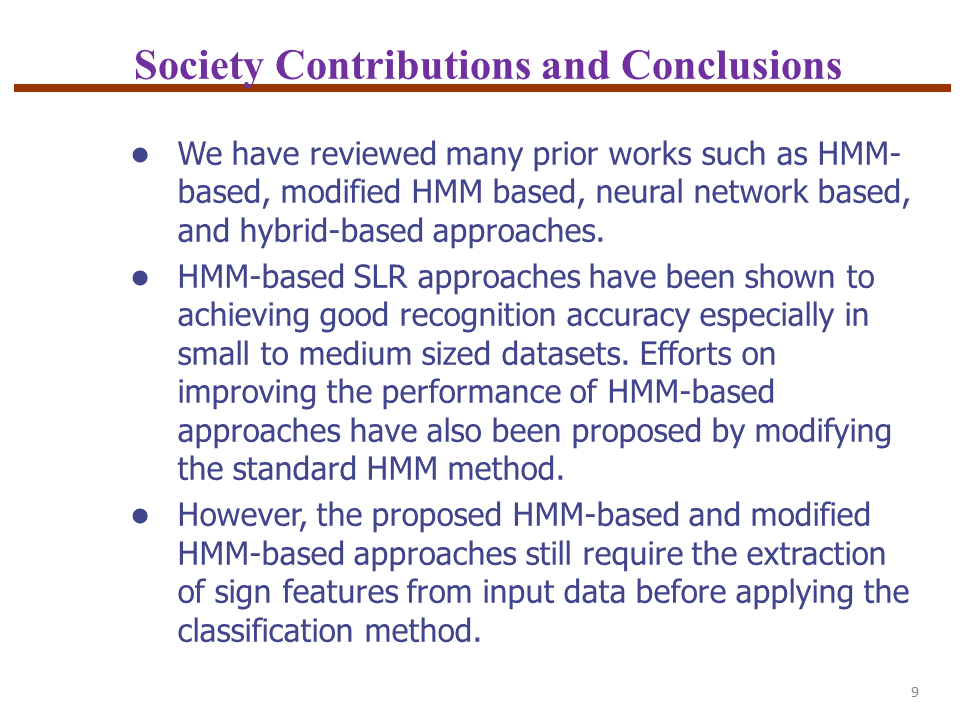 Society Contributions and Conclusions
● We have reviewed many prior works such as HMM-
based, modified HMM based, neural network based,
and hybrid-based approaches.
● HMM-based SLR approaches have been shown to
achieving good recognition accuracy especially in
small to medium sized datasets. Efforts on
improving the performance of HMM-based
approaches have also been proposed by modifying
the standard HMM method.
● However, the proposed HMM-based and modified
HMM-based approaches still require the extraction
of sign features from input data before applying the
classification method.
9